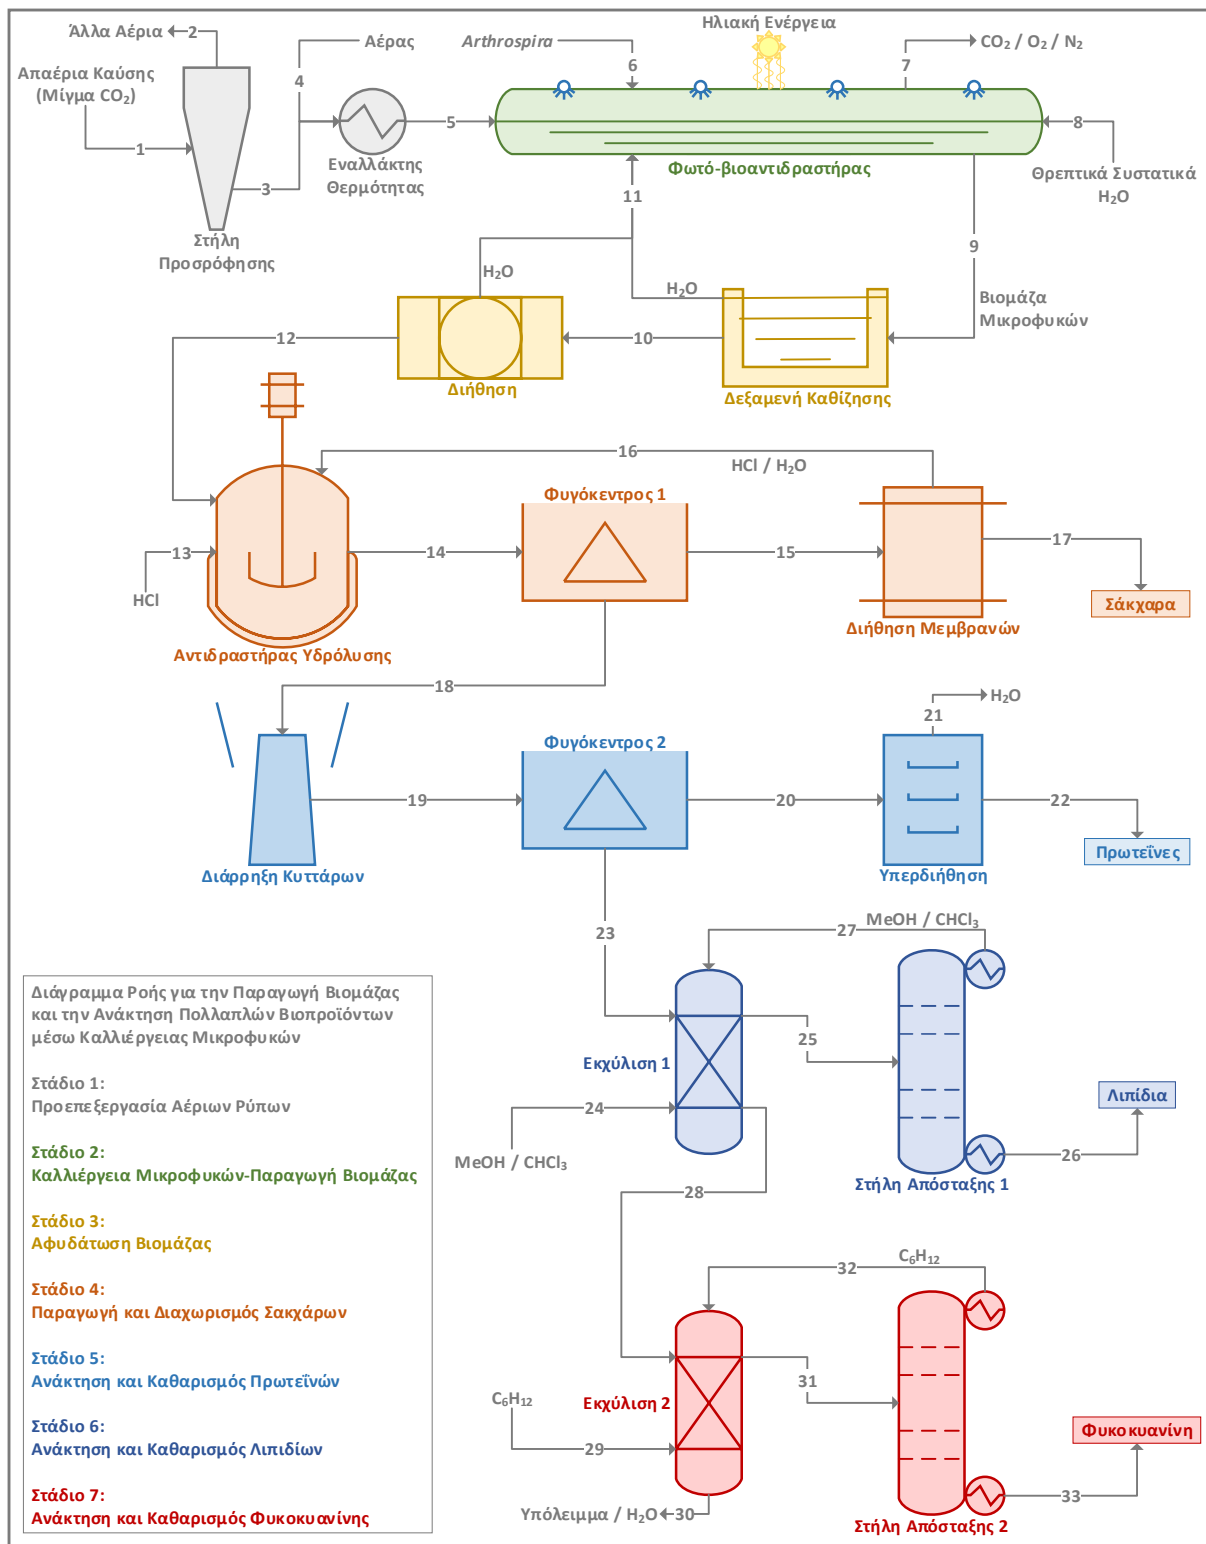 Άλλα Αέρια
2
Αέρας
Απαέρια Καύσης
(Μίγμα CO₂)
1
3
4
Στήλη
Προσρόφησης
Εναλλάκτης
Θερμότητας
5
Arthrospira
6
Ηλιακή Ενέργεια
7
CO₂ / O₂ / N₂
8
Θρεπτικά Συστατικά
H₂O
Φωτό-βιοαντιδραστήρας
11
9
Βιομάζα
Μικροφυκών
H₂O
H₂O
10
12
Διήθηση
Δεξαμενή Καθίζησης
16
HCl / H₂O
13
HCl
Αντιδραστήρας Υδρόλυσης
14
Φυγόκεντρος 1
15
Διήθηση Μεμβρανών
17
Σάκχαρα
18
Διάρρηξη Κυττάρων
19
Φυγόκεντρος 2
20
21
H₂O
Υπερδιήθηση
22
Πρωτεΐνες
23
27
MeOH / CHCl₃
Εκχύλιση 1
24
MeOH / CHCl₃
25
Στήλη Απόσταξης 1
26
Λιπίδια
28
32
C₆H₁₂
Εκχύλιση 2
C₆H₁₂
29
Υπόλειμμα / H₂O
30
31
Στήλη Απόσταξης 2
33
Φυκοκυανίνη
Διάγραμμα Ροής για την Παραγωγή Βιομάζας
και την Ανάκτηση Πολλαπλών Βιοπροϊόντων
μέσω Καλλιέργειας Μικροφυκών
Στάδιο 1:
Προεπεξεργασία Αέριων Ρύπων
Στάδιο 2:
Καλλιέργεια Μικροφυκών-Παραγωγή Βιομάζας
Στάδιο 3:
Αφυδάτωση Βιομάζας
Στάδιο 4:
Παραγωγή και Διαχωρισμός Σακχάρων
Στάδιο 5:
Ανάκτηση και Καθαρισμός Πρωτεΐνών
Στάδιο 6:
Ανάκτηση και Καθαρισμός Λιπιδίων
Στάδιο 7:
Ανάκτηση και Καθαρισμός Φυκοκυανίνης